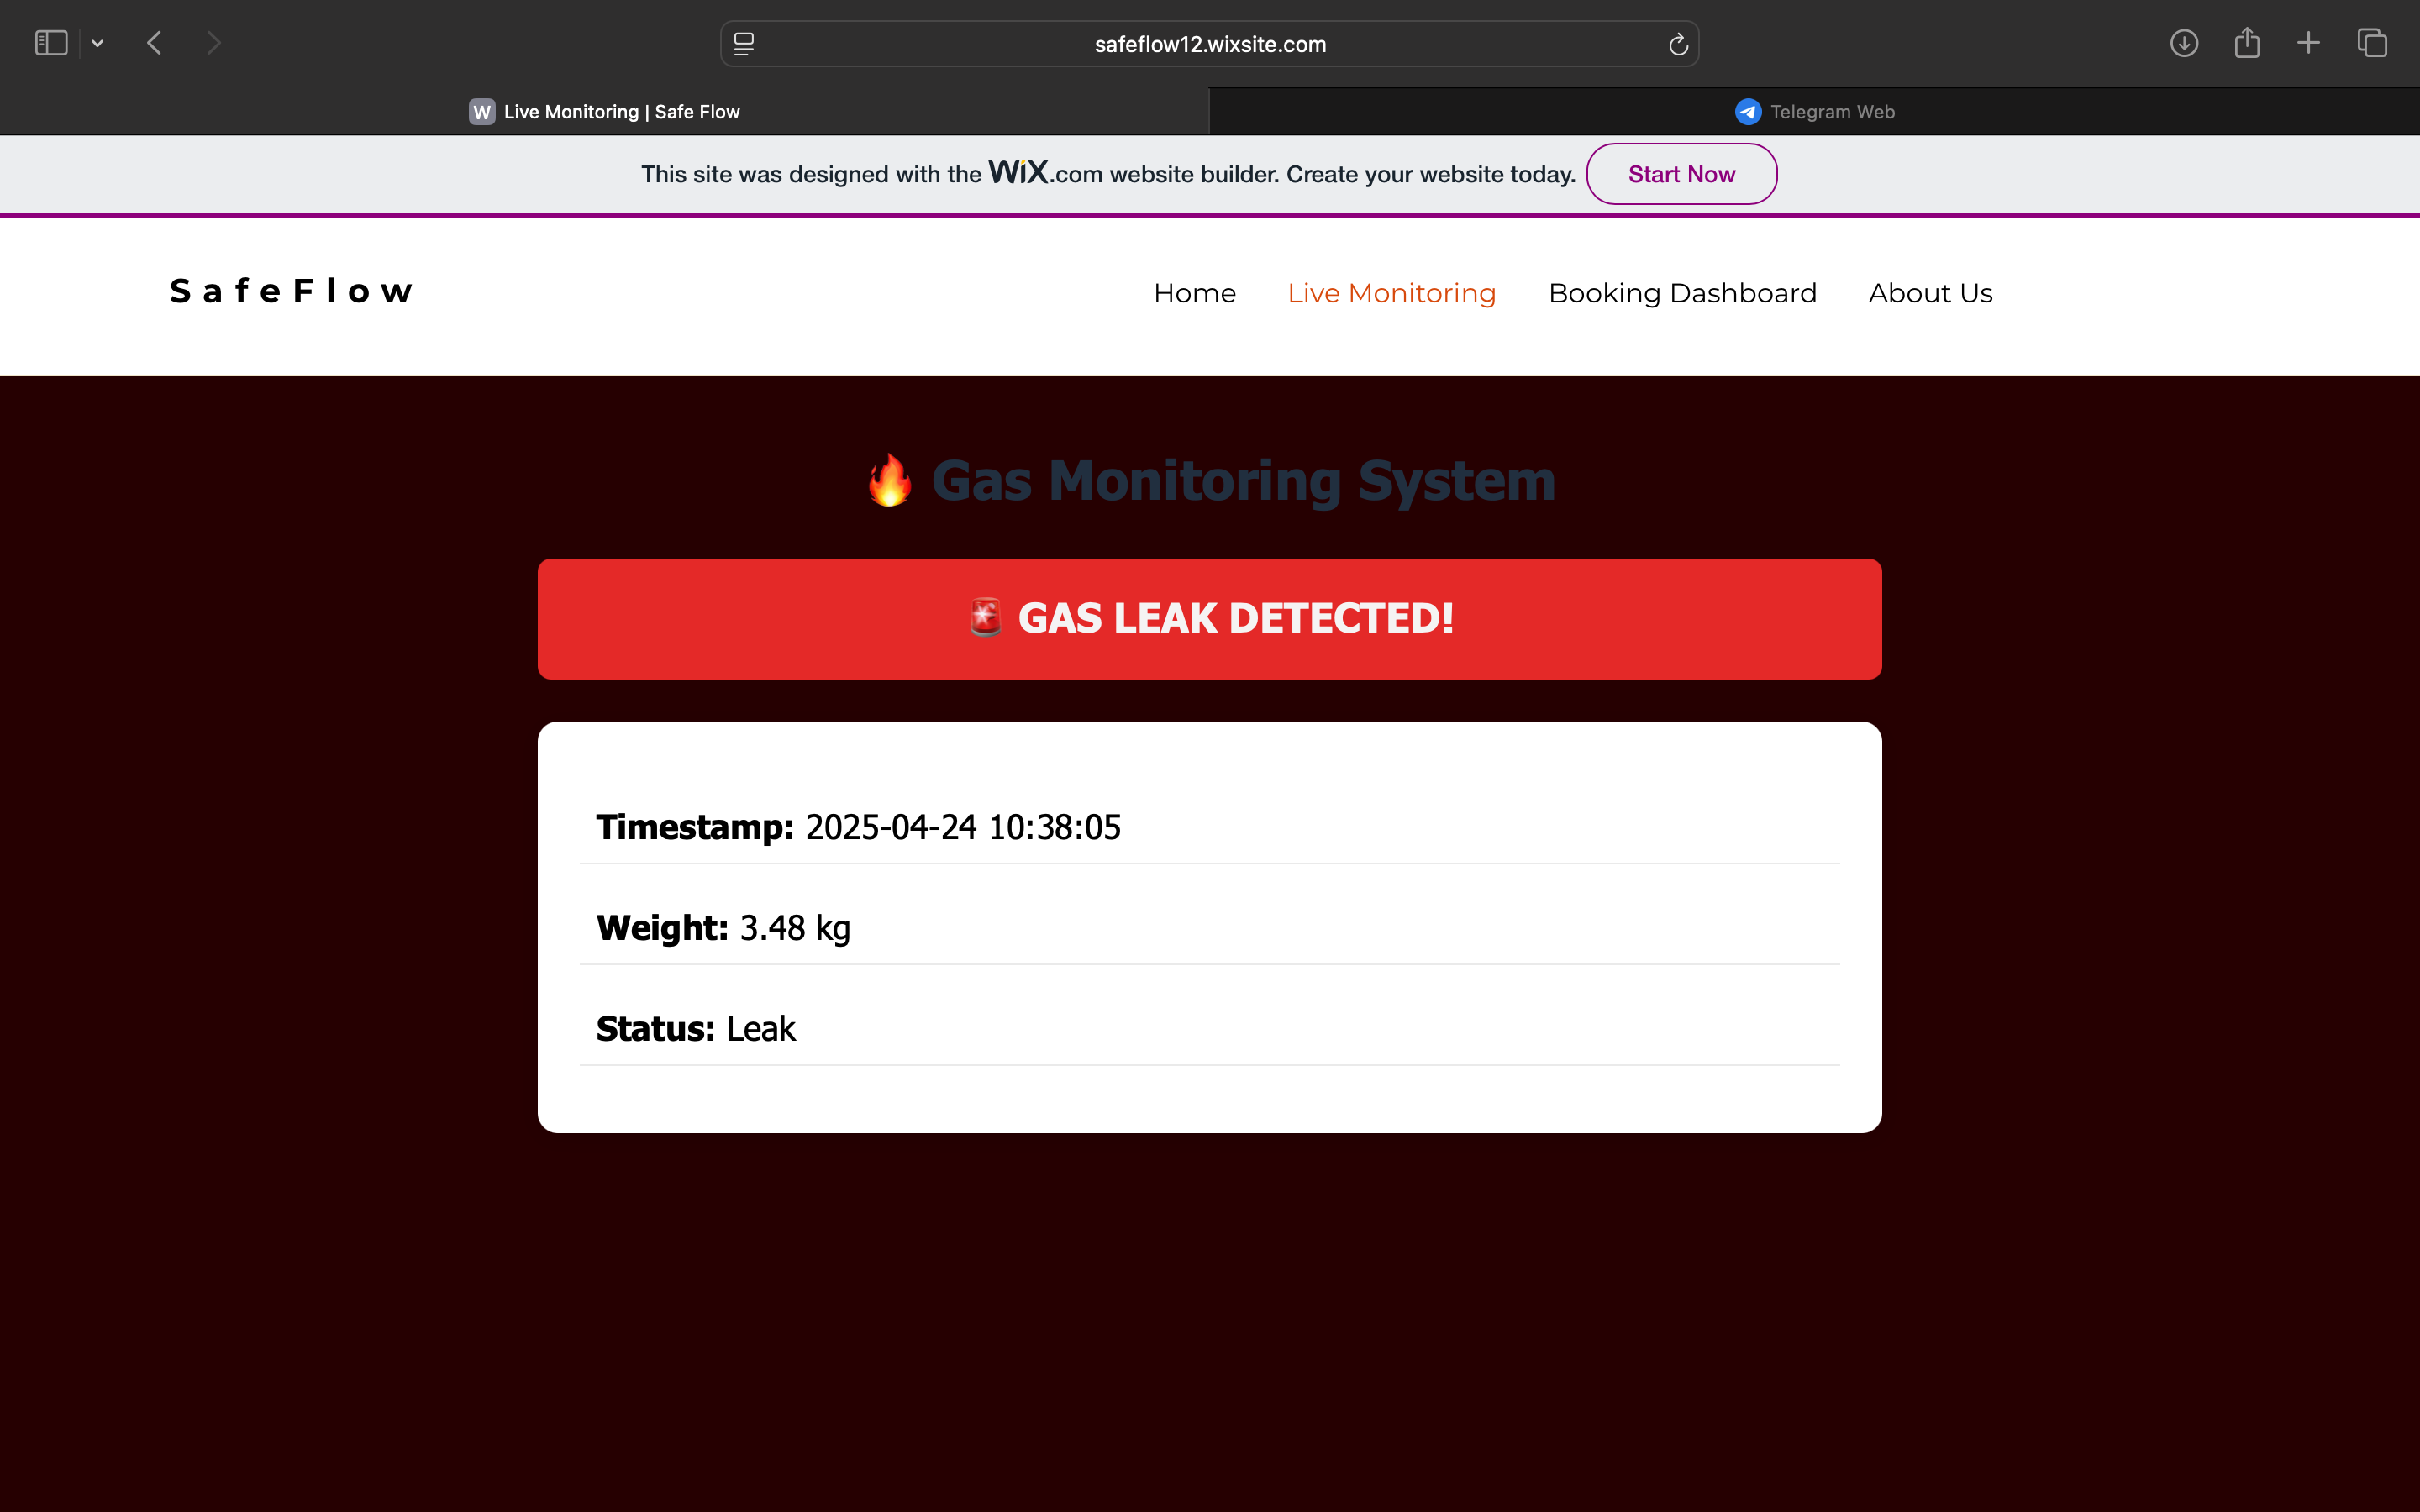 safeflow12.wixsite.com
W Live Monitoring | Safe Flow
Telegram Web
This site was designed with the WiX.com website builder. Create your website today. Start Now
SafeFlow
Home Live Monitoring Booking Dashboard About Us
🔥 Gas Monitoring System
🚨 GAS LEAK DETECTED!
Timestamp: 2025-04-24 10:38:05
Weight: 3.48 kg
Status: Leak